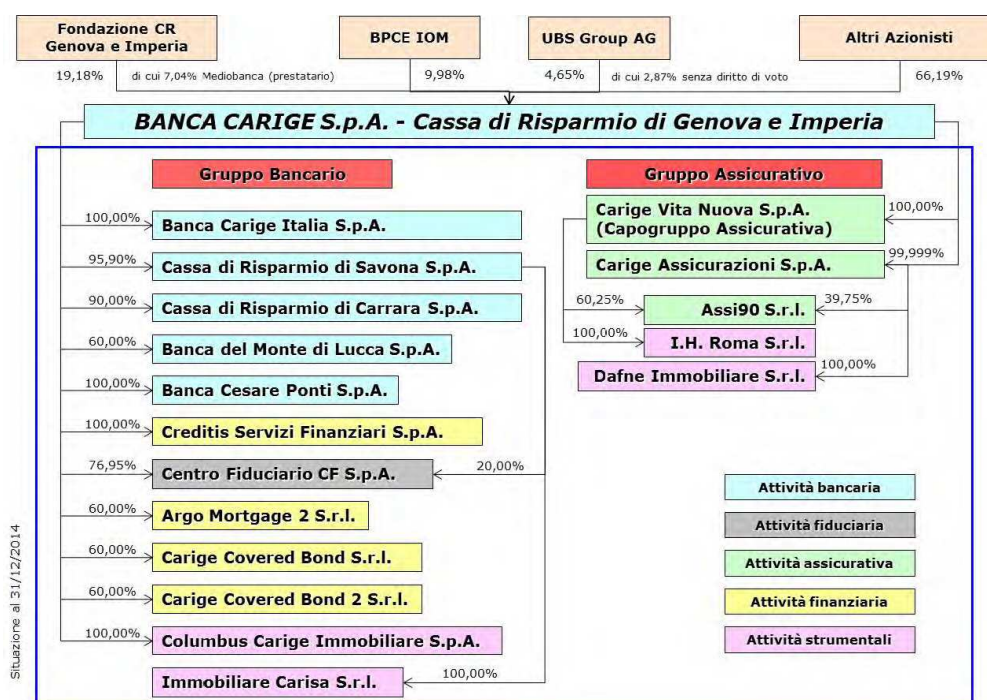 Fondazione CR
Genova e Imperia
BPCE IOM
UBS Group AG
Altri Azionisti
19,18%
di cui 7,04% Mediobanca (prestatario)
9,98%
4,65%
di cui 2,87% senza diritto di voto
66,19%
BANCA CARIGE S.p.A. - Cassa di Risparmio di Genova e Imperia
Gruppo Bancario
100,00%
Banca Carige Italia S.p.A.
95,90%
Cassa di Risparmio di Savona S.p.A.
90,00%
Cassa di Risparmio di Carrara S.p.A.
60,00%
Banca del Monte di Lucca S.p.A.
100,00%
Banca Cesare Ponti S.p.A.
100,00%
Creditis Servizi Finanziari S.p.A.
76,95%
Centro Fiduciario CF S.p.A.
20,00%
60,00%
Argo Mortgage 2 S.r.l.
60,00%
Carige Covered Bond S.r.l.
60,00%
Carige Covered Bond 2 S.r.l.
100,00%
Columbus Carige Immobiliare S.p.A.
Immobiliare Carisa S.r.l.
100,00%
Gruppo Assicurativo
Carige Vita Nuova S.p.A.
(Capogruppo Assicurativa)
100,00%
Carige Assicurazioni S.p.A.
99,999%
60,25%
Assi90 S.r.l.
39,75%
100,00%
I.H. Roma S.r.l.
Dafne Immobiliare S.r.l.
100,00%
Attività bancaria
Attività fiduciaria
Attività assicurativa
Attività finanziaria
Attività strumentali
Situazione al 31/12/2014